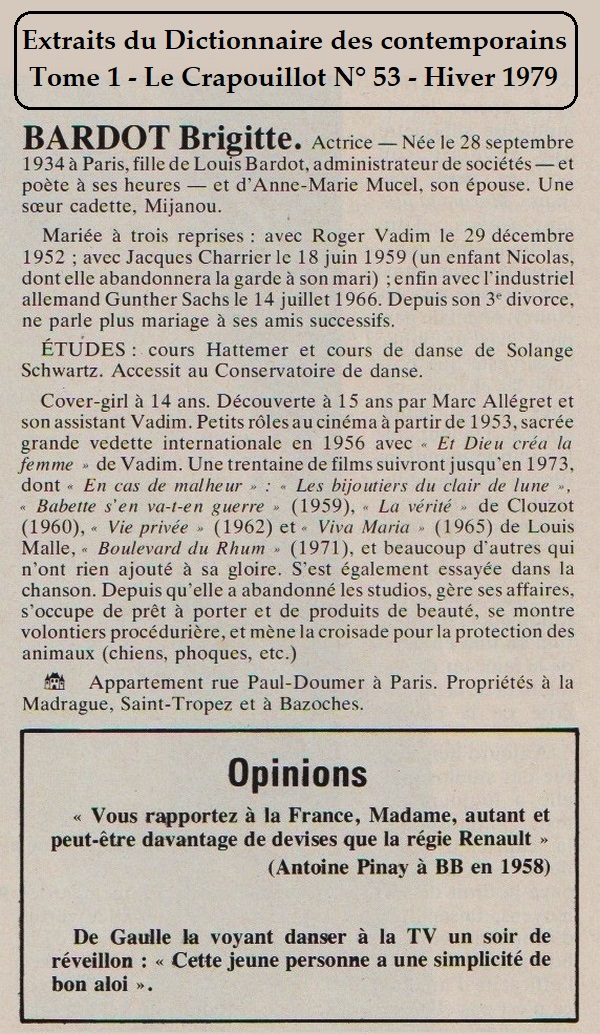 Extraits du Dictionnaire des contemporains
Tome 1 - Le Crapouillot N° 53 - Hiver 1979
BARDOT Brigitte. Actrice — Née le 28 septembre
1934 à Paris, fille de Louis Bardot, administrateur de sociétés — et
poète à ses heures — et d'Anne-Marie Mucel, son épouse. Une
sœur cadette, Mijanou.
Mariée à trois reprises : avec Roger Vadim le 29 décembre
1952 ; avec Jacques Charrier le 18 juin 1959 (un enfant Nicolas,
dont elle abandonnera la garde à son mari) ; enfin avec l'industriel
allemand Gunther Sachs le 14 juillet 1966. Depuis son 3e divorce,
ne parle plus mariage à ses amis successifs.
ÉTUDES : cours Hattemer et cours de danse de Solange
Schwartz. Accessit au Conservatoire de danse.
Cover-girl à 14 ans. Découverte à 15 ans par Marc Allégret et
son assistant Vadim. Petits rôles au cinéma à partir de 1953, sacrée
grande vedette internationale en 1956 avec « Et Dieu créa la
femme » de Vadim. Une trentaine de films suivront jusqu'en 1973,
dont « En cas de malheur » : « Les bijoutiers du clair de lune »,
« Babette s'en va-t-en guerre » (1959), « La vérité » de Clouzot
(1960), « Vie privée » (1962) et « Viva Maria » (1965) de Louis
Malle, « Boulevard du Rhum » (1971), et beaucoup d'autres qui
n'ont rien ajouté à sa gloire. S'est également essayée dans la
chanson. Depuis qu'elle a abandonné les studios, gère ses affaires,
s'occupe de prêt à porter et de produits de beauté, se montre
volontiers procédurière, et mène la croisade pour la protection des
animaux (chiens, phoques, etc.)
Appartement rue Paul-Doumer à Paris. Propriétés à la
Madrague, Saint-Tropez et à Bazoches.
Opinions
« Vous rapportez à la France, Madame, autant et
peut-être davantage de devises que la régie Renault »
(Antoine Pinay à BB en 1958)
De Gaulle la voyant danser à la TV un soir de
réveillon : « Cette jeune personne a une simplicité de
bon aloi ».